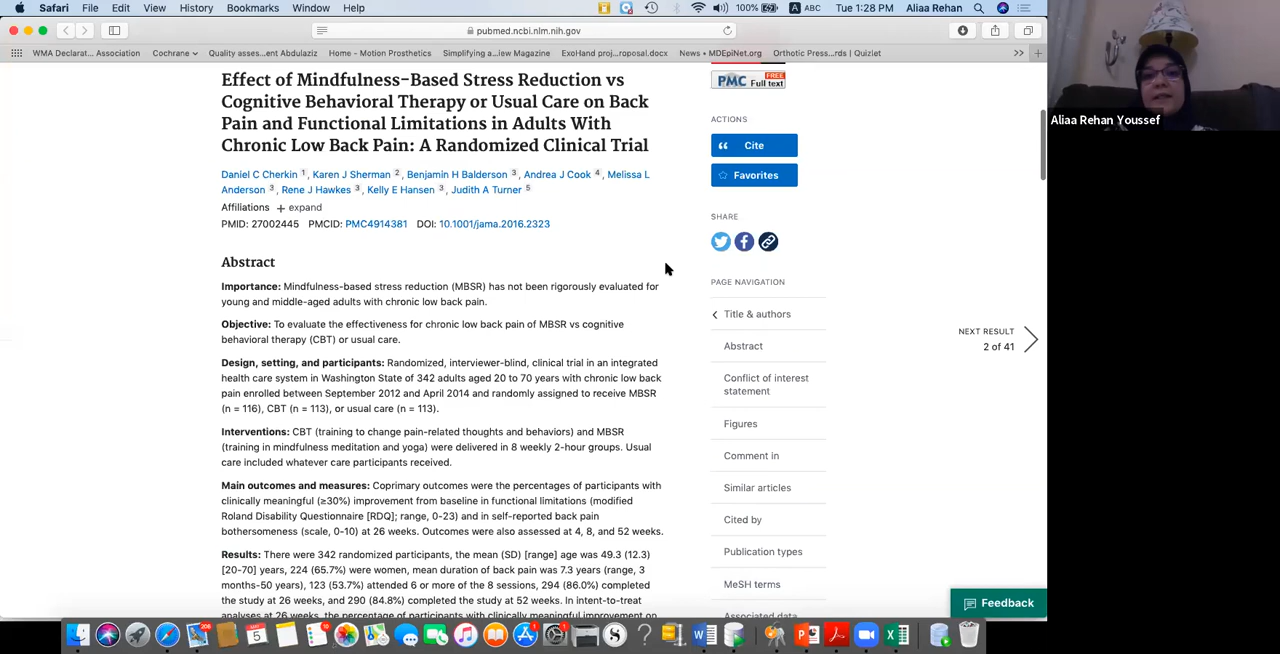 Safari File Edit View History Bookmarks Window Help
100% ABC Tue 1:28 PM Aliaa Rehan
pubmed.ncbi.nlm.nih.gov
WMA Declarat...Association Cochrane Quality asses...ent Abdulaziz Home - Motion Prosthetics Simplifying a...iew Magazine ExoHand proj...roposal.docx News • MDEpiNet.org Orthotic Press...rds | Quizlet
Effect of Mindfulness-Based Stress Reduction vs
Cognitive Behavioral Therapy or Usual Care on Back
Pain and Functional Limitations in Adults With
Chronic Low Back Pain: A Randomized Clinical Trial
Daniel C Cherkin 1, Karen J Sherman 2, Benjamin H Balderson 3, Andrea J Cook 4, Melissa L
Anderson 3, Rene J Hawkes 3, Kelly E Hansen 3, Judith A Turner 5
Affiliations + expand
PMID: 27002445 PMCID: PMC4914381 DOI: 10.1001/jama.2016.2323
Abstract
Importance: Mindfulness-based stress reduction (MBSR) has not been rigorously evaluated for
young and middle-aged adults with chronic low back pain.
Objective: To evaluate the effectiveness for chronic low back pain of MBSR vs cognitive
behavioral therapy (CBT) or usual care.
Design, setting, and participants: Randomized, interviewer-blind, clinical trial in an integrated
health care system in Washington State of 342 adults aged 20 to 70 years with chronic low back
pain enrolled between September 2012 and April 2014 and randomly assigned to receive MBSR
(n = 116), CBT (n = 113), or usual care (n = 113).
Interventions: CBT (training to change pain-related thoughts and behaviors) and MBSR
(training in mindfulness meditation and yoga) were delivered in 8 weekly 2-hour groups. Usual
care included whatever care participants received.
Main outcomes and measures: Coprimary outcomes were the percentages of participants with
clinically meaningful (≥30%) improvement from baseline in functional limitations (modified
Roland Disability Questionnaire [RDQ]; range, 0-23) and in self-reported back pain
bothersomeness (scale, 0-10) at 26 weeks. Outcomes were also assessed at 4, 8, and 52 weeks.
Results: There were 342 randomized participants, the mean (SD) [range] age was 49.3 (12.3)
[20-70] years, 224 (65.7%) were women, mean duration of back pain was 7.3 years (range, 3
months-50 years), 123 (53.7%) attended 6 or more of the 8 sessions, 294 (86.0%) completed
the study at 26 weeks, and 290 (84.8%) completed the study at 52 weeks. In intent-to-treat
analyses at 26 weeks, the percentage of participants with clinically meaningful improvement on
PMC FREE Full text
ACTIONS
Cite
Favorites
SHARE
PAGE NAVIGATION
Title & authors
Abstract
Conflict of interest
statement
Figures
Comment in
Similar articles
Cited by
Publication types
MeSH terms
Associated data
NEXT RESULT
2 of 41
Feedback
Aliaa Rehan Youssef